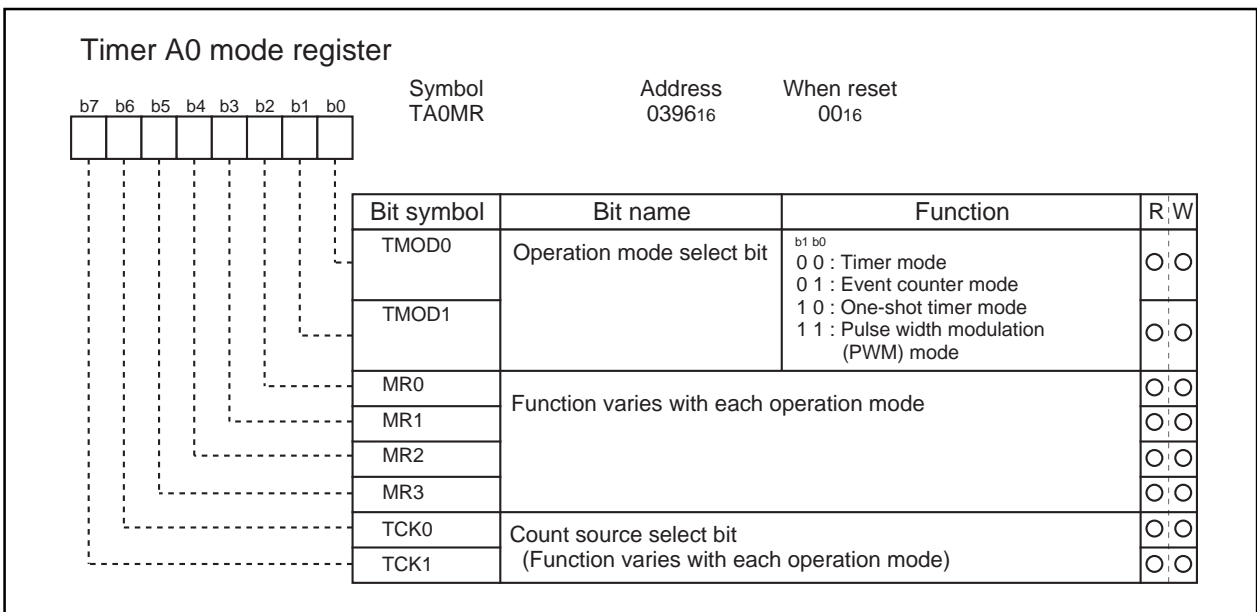 Timer A0 mode register
Symbol Address When reset
TA0MR 039616 0016
b7 b6 b5 b4 b3 b2 b1 b0
Bit symbol Bit name Function R W
TMOD0 Operation mode select bit b1 b0
0 0 : Timer mode
0 1 : Event counter mode
TMOD1 1 0 : One-shot timer mode
1 1 : Pulse width modulation
(PWM) mode
MR0 Function varies with each operation mode
MR1
MR2
MR3
TCK0 Count source select bit
TCK1 (Function varies with each operation mode)